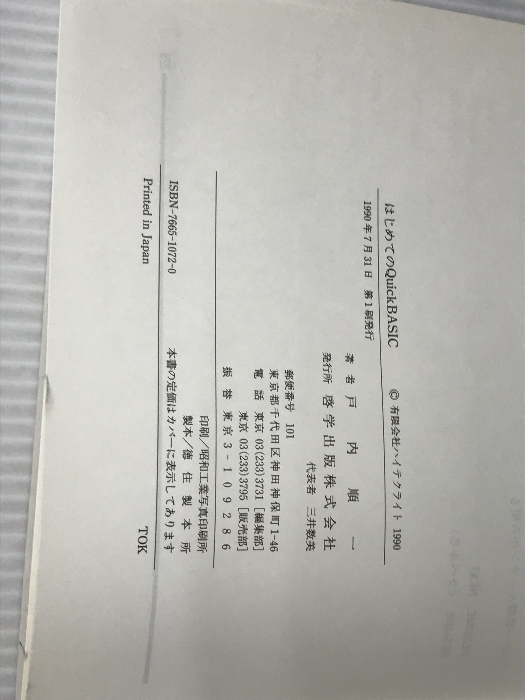 はじめてのQuickBASIC © 有限会社ハイテクライト 1990
1990年7月31日 第1刷発行
著者 戸内順一
発行所 啓学出版株式会社
代表者 三井数美
郵便番号 101
東京都千代田区神田神保町1-46
電話 東京 03(233)3731 [編集部]
東京 03(233)3795 [販売部]
振替 東京 3-109286
印刷／昭和工業写真印刷所
製本／徳住製本所
ISBN-7665-1072-0 本書の定価はカバーに表示してあります
Printed in Japan TOK